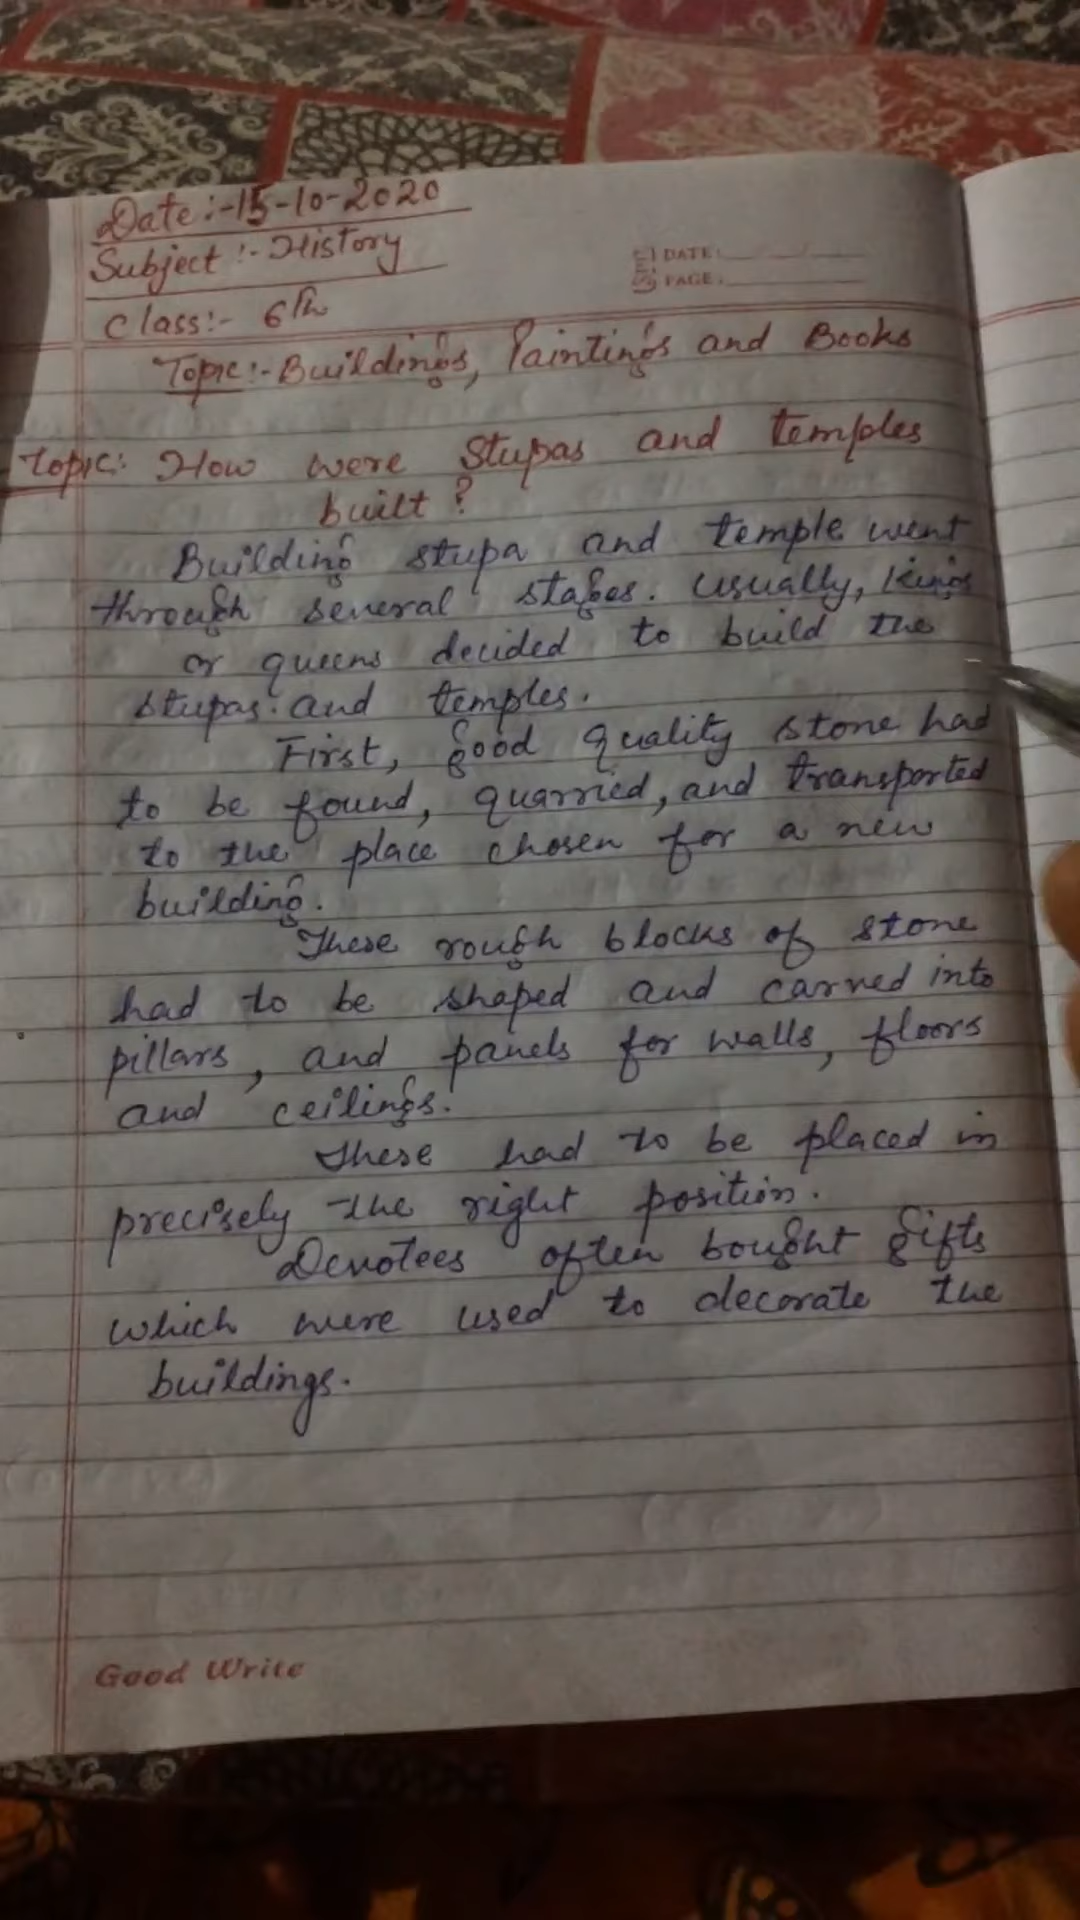 Date:-15-10-2020
Subject:- History
Class:- 6th
DATE:
PAGE:
Topic:- Buildings, Paintings and Books
Topic: How were stupas and temples
built?
Building stupa and temple went
through several stages. usually, kings
or queens decided to build the
stupas and temples.
First, good quality stone had
to be found, quarried, and transported
to the place chosen for a new
building.
These rough blocks of stone
had to be shaped and carved into
pillars, and panels for walls, floors
and ceilings.
These had to be placed in
precisely the right position.
Devotees often bought gifts
which were used to decorate the
buildings.
Good Write